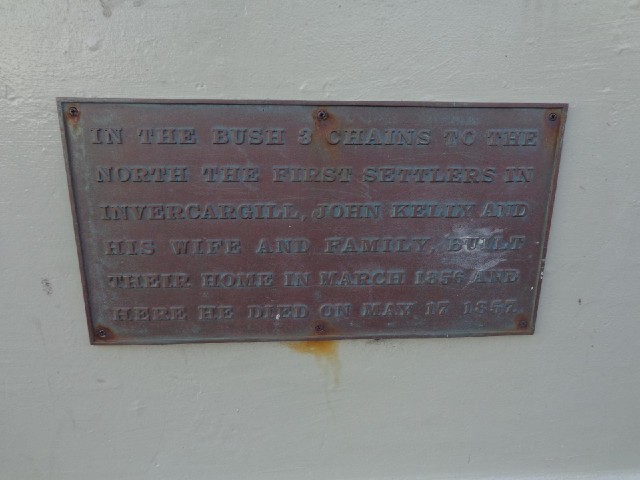 IN THE BUSH 3 CHAINS TO THE
NORTH THE FIRST SETTLERS IN
INVERCARGILL, JOHN KELLY AND
HIS WIFE AND FAMILY, BUILT
THEIR HOME IN MARCH 1856 AND
HERE HE DIED ON MAY 17 1857